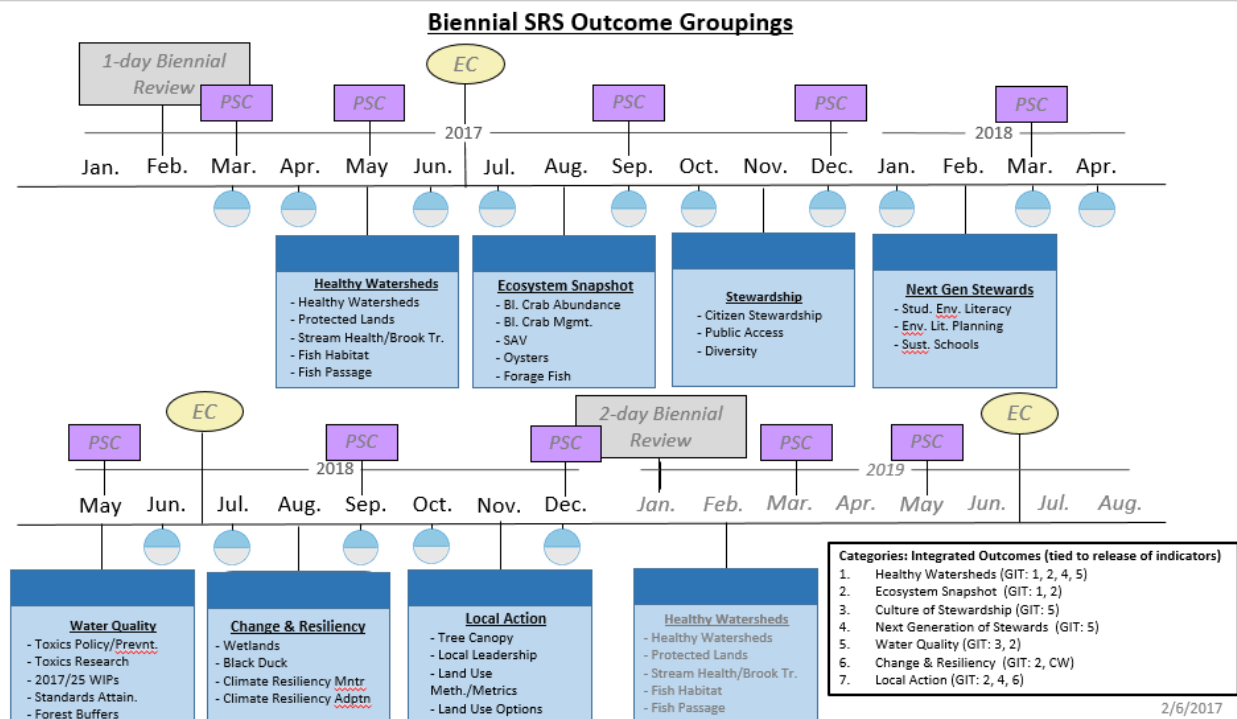 Biennial SRS Outcome Groupings
1-day Biennial
Review
EC
PSC
PSC
PSC
PSC
PSC
2017
2018
Jan. Feb. Mar. Apr. May Jun. Jul. Aug. Sep. Oct. Nov. Dec. Jan. Feb. Mar. Apr.
Healthy Watersheds
- Healthy Watersheds
- Protected Lands
- Stream Health/Brook Tr.
- Fish Habitat
- Fish Passage
Ecosystem Snapshot
- Bl. Crab Abundance
- Bl. Crab Mgmt.
- SAV
- Oysters
- Forage Fish
Stewardship
- Citizen Stewardship
- Public Access
- Diversity
Next Gen Stewards
- Stud. Env. Literacy
- Env. Lit. Planning
- Sust. Schools
EC
2-day Biennial
Review
EC
PSC
PSC
PSC
PSC
PSC
2018
2019
May Jun. Jul. Aug. Sep. Oct. Nov. Dec. Jan. Feb. Mar. Apr. May Jun. Jul. Aug.
Water Quality
- Toxics Policy/Prevnt.
- Toxics Research
- 2017/25 WIPs
- Standards Attain.
- Forest Buffers
Change & Resiliency
- Wetlands
- Black Duck
- Climate Resiliency Mntr
- Climate Resiliency Adptn
Local Action
- Tree Canopy
- Local Leadership
- Land Use
Meth./Metrics
- Land Use Options
Healthy Watersheds
- Healthy Watersheds
- Protected Lands
- Stream Health/Brook Tr.
- Fish Habitat
- Fish Passage
Categories: Integrated Outcomes (tied to release of indicators)
1. Healthy Watersheds (GIT: 1, 2, 4, 5)
2. Ecosystem Snapshot (GIT: 1, 2)
3. Culture of Stewardship (GIT: 5)
4. Next Generation of Stewards (GIT: 5)
5. Water Quality (GIT: 3, 2)
6. Change & Resiliency (GIT: 2, CW)
7. Local Action (GIT: 2, 4, 6)
2/6/2017